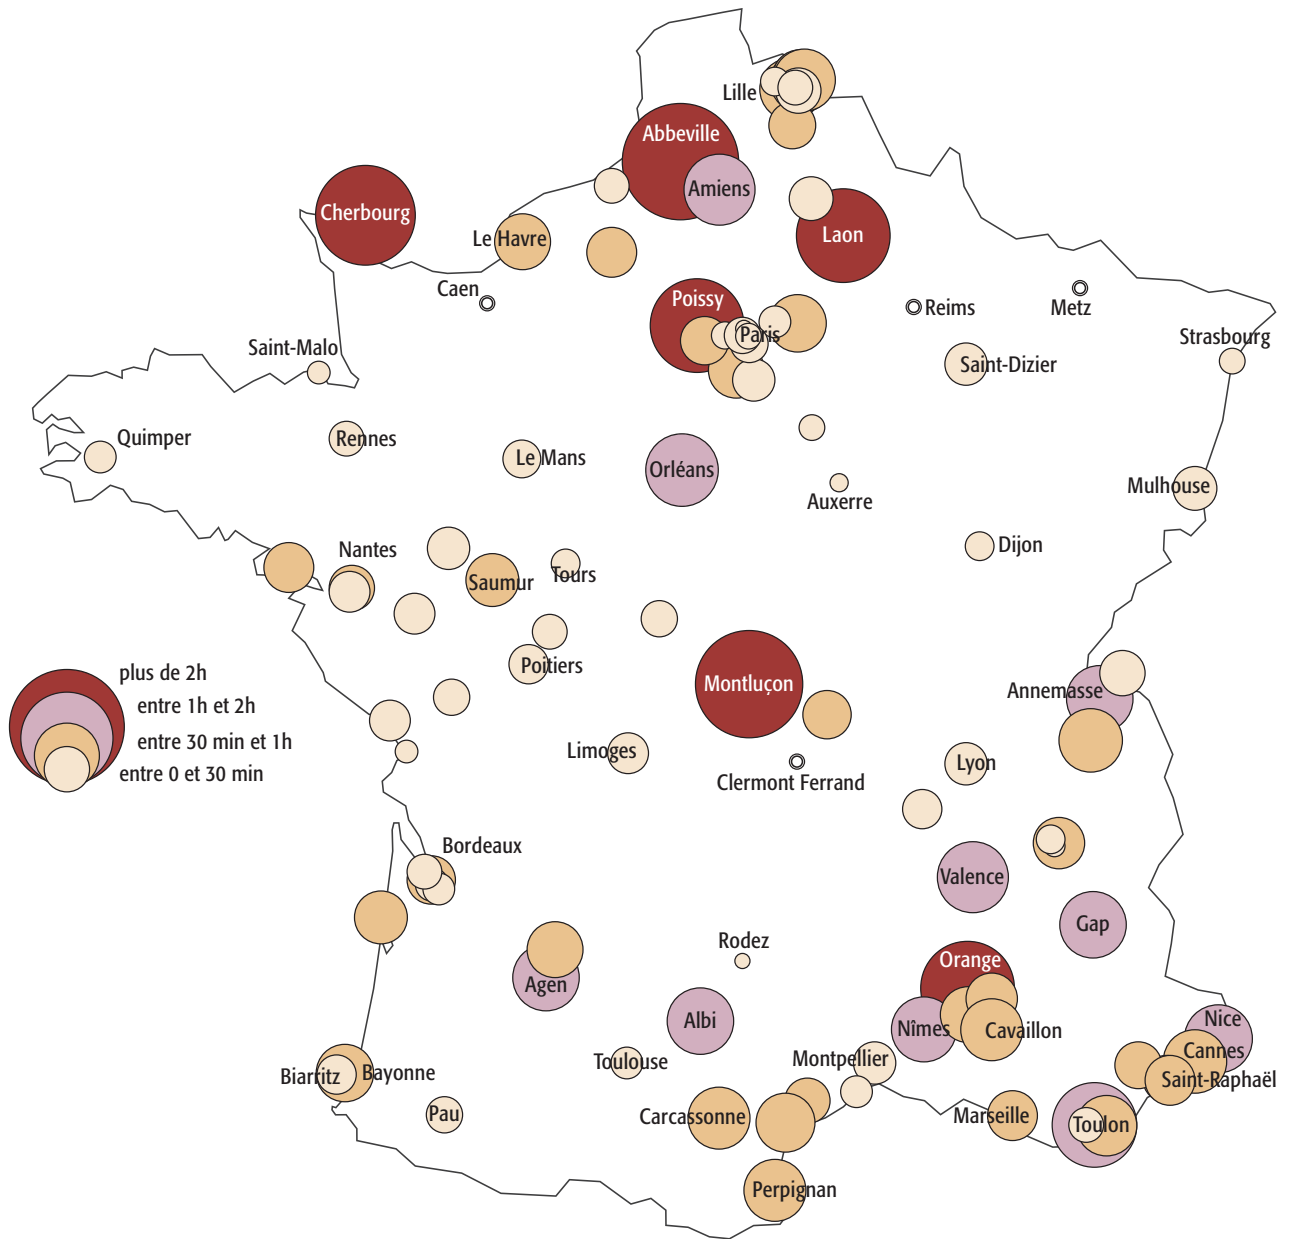 Lille
Abbeville
Amiens
Cherbourg
Le Havre
Laon
Caen
Poissy
Reims
Metz
Paris
Strasbourg
Saint-Malo
Saint-Dizier
Quimper
Rennes
Le Mans
Orléans
Auxerre
Mulhouse
Nantes
Dijon
Saumur
Tours
Poitiers
plus de 2h
entre 1h et 2h
entre 30 min et 1h
entre 0 et 30 min
Montluçon
Annemasse
Limoges
Clermont Ferrand
Lyon
Bordeaux
Valence
Gap
Rodez
Orange
Agen
Albi
Nîmes
Cavaillon
Nice
Cannes
Saint-Raphaël
Toulouse
Montpellier
Biarritz
Bayonne
Pau
Carcassonne
Marseille
Toulon
Perpignan